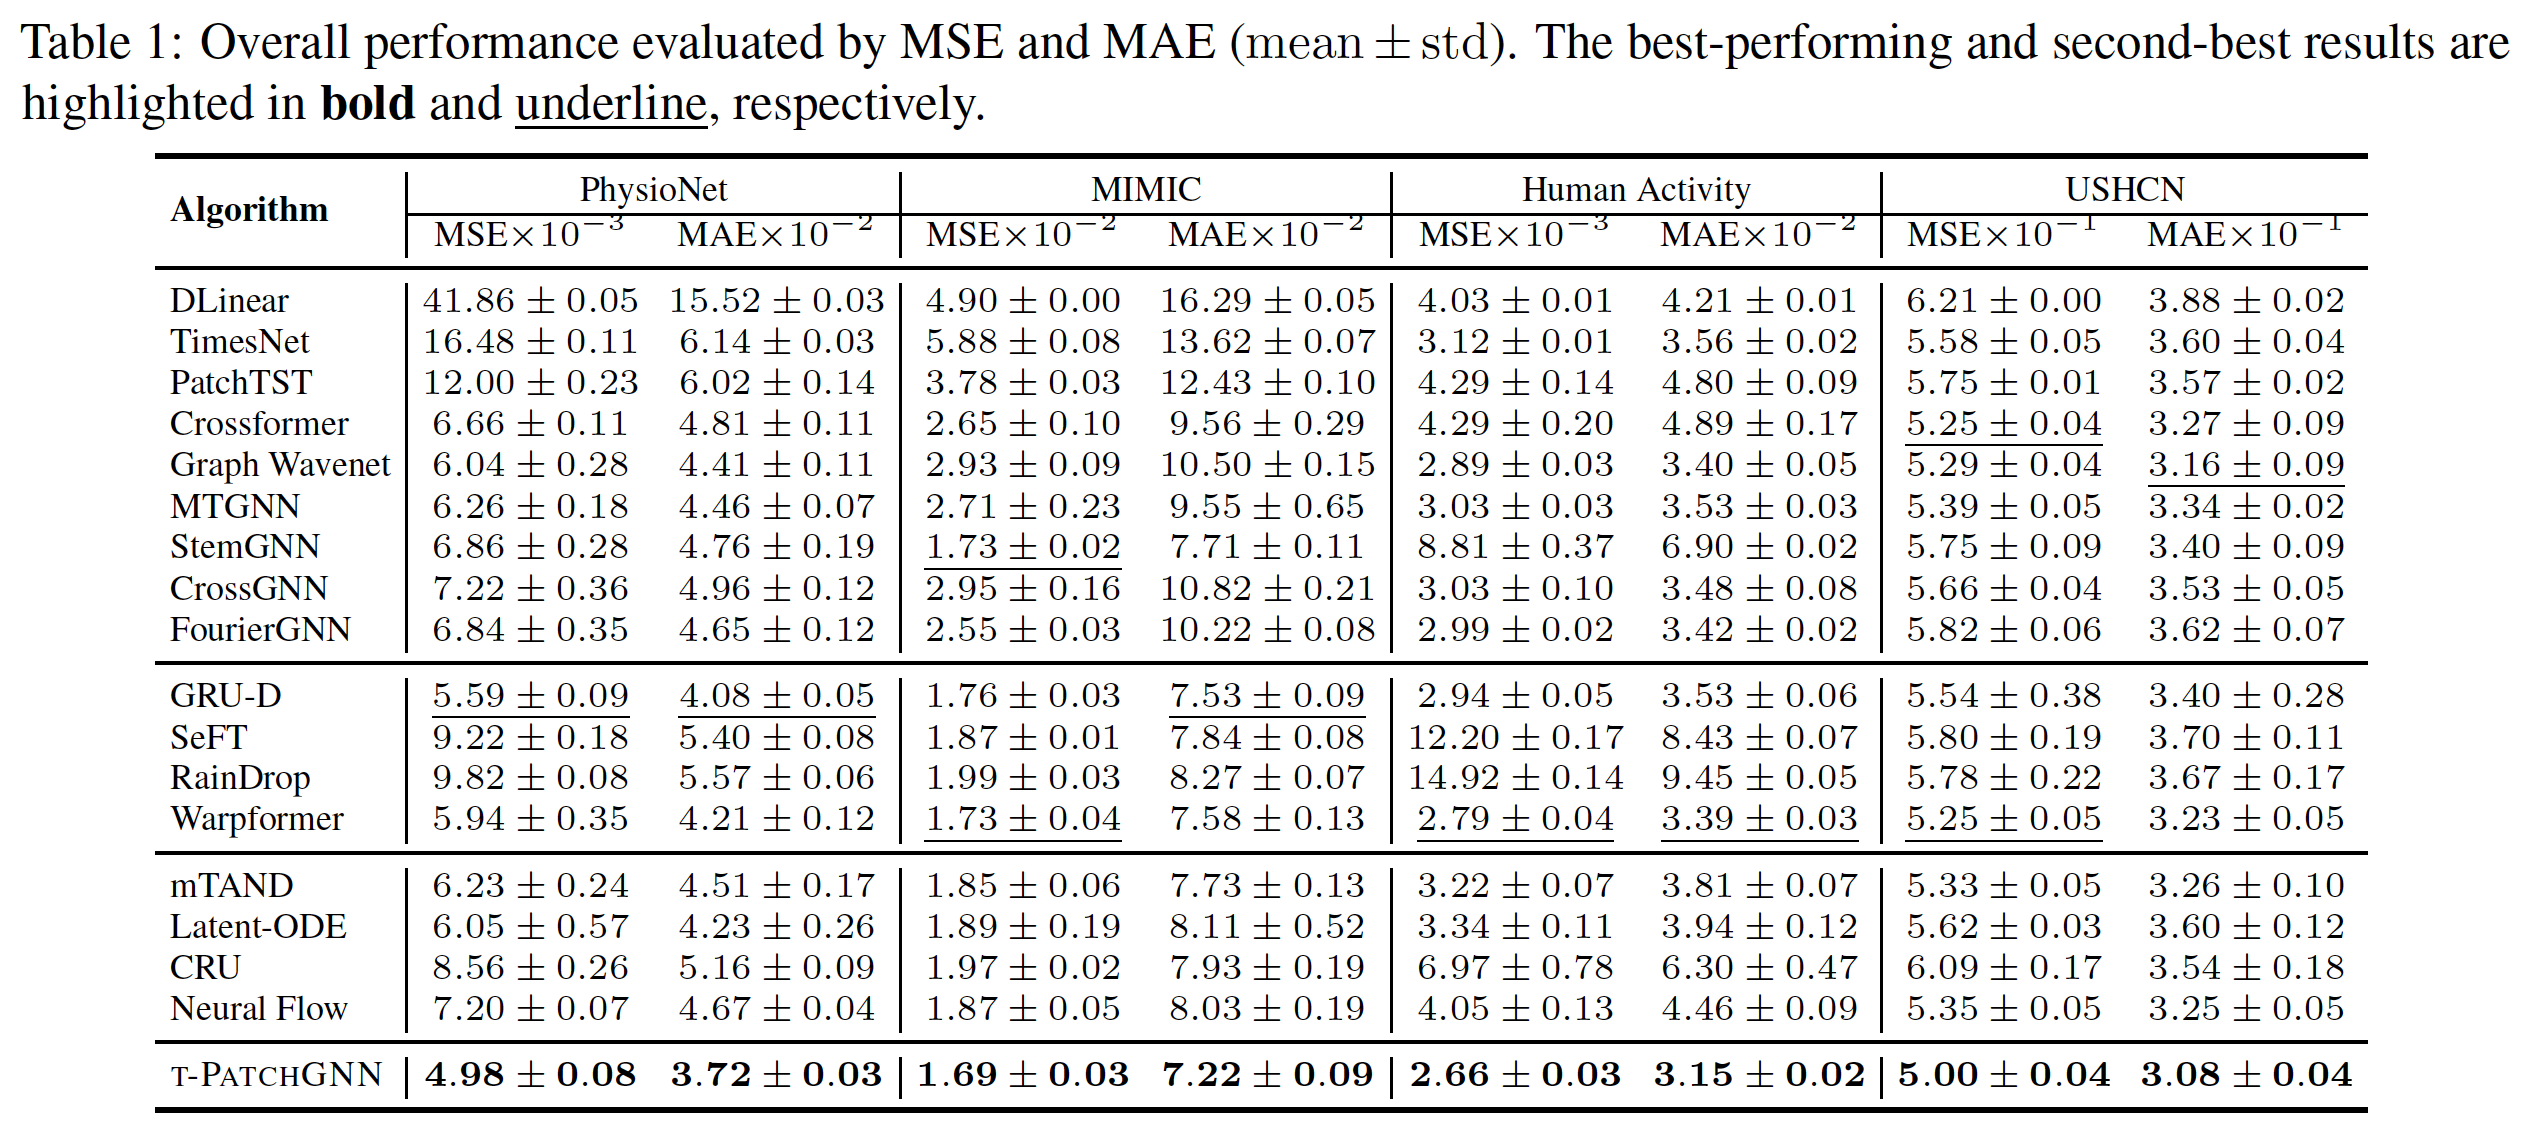 Table 1: Overall performance evaluated by MSE and MAE (mean ± std). The best-performing and second-best results are
highlighted in bold and underline, respectively.
Algorithm PhysioNet MIMIC Human Activity USHCN
MSE×10⁻³ MAE×10⁻² MSE×10⁻² MAE×10⁻² MSE×10⁻³ MAE×10⁻² MSE×10⁻¹ MAE×10⁻¹
DLinear 41.86 ± 0.05 15.52 ± 0.03 4.90 ± 0.00 16.29 ± 0.05 4.03 ± 0.01 4.21 ± 0.01 6.21 ± 0.00 3.88 ± 0.02
TimesNet 16.48 ± 0.11 6.14 ± 0.03 5.88 ± 0.08 13.62 ± 0.07 3.12 ± 0.01 3.56 ± 0.02 5.58 ± 0.05 3.60 ± 0.04
PatchTST 12.00 ± 0.23 6.02 ± 0.14 3.78 ± 0.03 12.43 ± 0.10 4.29 ± 0.14 4.80 ± 0.09 5.75 ± 0.01 3.57 ± 0.02
Crossformer 6.66 ± 0.11 4.81 ± 0.11 2.65 ± 0.10 9.56 ± 0.29 4.29 ± 0.20 4.89 ± 0.17 5.25 ± 0.04 3.27 ± 0.09
Graph Wavenet 6.04 ± 0.28 4.41 ± 0.11 2.93 ± 0.09 10.50 ± 0.15 2.89 ± 0.03 3.40 ± 0.05 5.29 ± 0.04 3.16 ± 0.09
MTGNN 6.26 ± 0.18 4.46 ± 0.07 2.71 ± 0.23 9.55 ± 0.65 3.03 ± 0.03 3.53 ± 0.03 5.39 ± 0.05 3.34 ± 0.02
StemGNN 6.86 ± 0.28 4.76 ± 0.19 1.73 ± 0.02 7.71 ± 0.11 8.81 ± 0.37 6.90 ± 0.02 5.75 ± 0.09 3.40 ± 0.09
CrossGNN 7.22 ± 0.36 4.96 ± 0.12 2.95 ± 0.16 10.82 ± 0.21 3.03 ± 0.10 3.48 ± 0.08 5.66 ± 0.04 3.53 ± 0.05
FourierGNN 6.84 ± 0.35 4.65 ± 0.12 2.55 ± 0.03 10.22 ± 0.08 2.99 ± 0.02 3.42 ± 0.02 5.82 ± 0.06 3.62 ± 0.07
GRU-D 5.59 ± 0.09 4.08 ± 0.05 1.76 ± 0.03 7.53 ± 0.09 2.94 ± 0.05 3.53 ± 0.06 5.54 ± 0.38 3.40 ± 0.28
SeFT 9.22 ± 0.18 5.40 ± 0.08 1.87 ± 0.01 7.84 ± 0.08 12.20 ± 0.17 8.43 ± 0.07 5.80 ± 0.19 3.70 ± 0.11
RainDrop 9.82 ± 0.08 5.57 ± 0.06 1.99 ± 0.03 8.27 ± 0.07 14.92 ± 0.14 9.45 ± 0.05 5.78 ± 0.22 3.67 ± 0.17
Warpformer 5.94 ± 0.35 4.21 ± 0.12 1.73 ± 0.04 7.58 ± 0.13 2.79 ± 0.04 3.39 ± 0.03 5.25 ± 0.05 3.23 ± 0.05
mTAND 6.23 ± 0.24 4.51 ± 0.17 1.85 ± 0.06 7.73 ± 0.13 3.22 ± 0.07 3.81 ± 0.07 5.33 ± 0.05 3.26 ± 0.10
Latent-ODE 6.05 ± 0.57 4.23 ± 0.26 1.89 ± 0.19 8.11 ± 0.52 3.34 ± 0.11 3.94 ± 0.12 5.62 ± 0.03 3.60 ± 0.12
CRU 8.56 ± 0.26 5.16 ± 0.09 1.97 ± 0.02 7.93 ± 0.19 6.97 ± 0.78 6.30 ± 0.47 6.09 ± 0.17 3.54 ± 0.18
Neural Flow 7.20 ± 0.07 4.67 ± 0.04 1.87 ± 0.05 8.03 ± 0.19 4.05 ± 0.13 4.46 ± 0.09 5.35 ± 0.05 3.25 ± 0.05
T-PATCHGNN 4.98 ± 0.08 3.72 ± 0.03 1.69 ± 0.03 7.22 ± 0.09 2.66 ± 0.03 3.15 ± 0.02 5.00 ± 0.04 3.08 ± 0.04